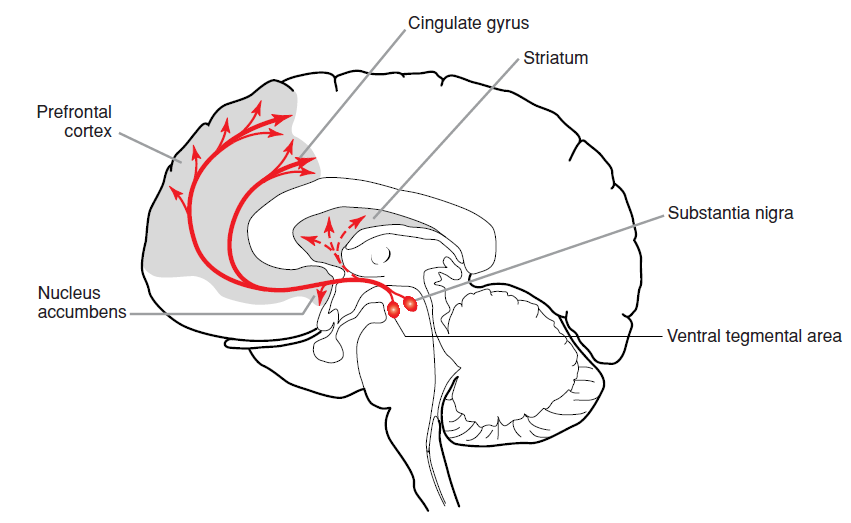 Cingulate gyrus
Striatum
Prefrontal
cortex
Substantia nigra
Nucleus
accumbens
Ventral tegmental area